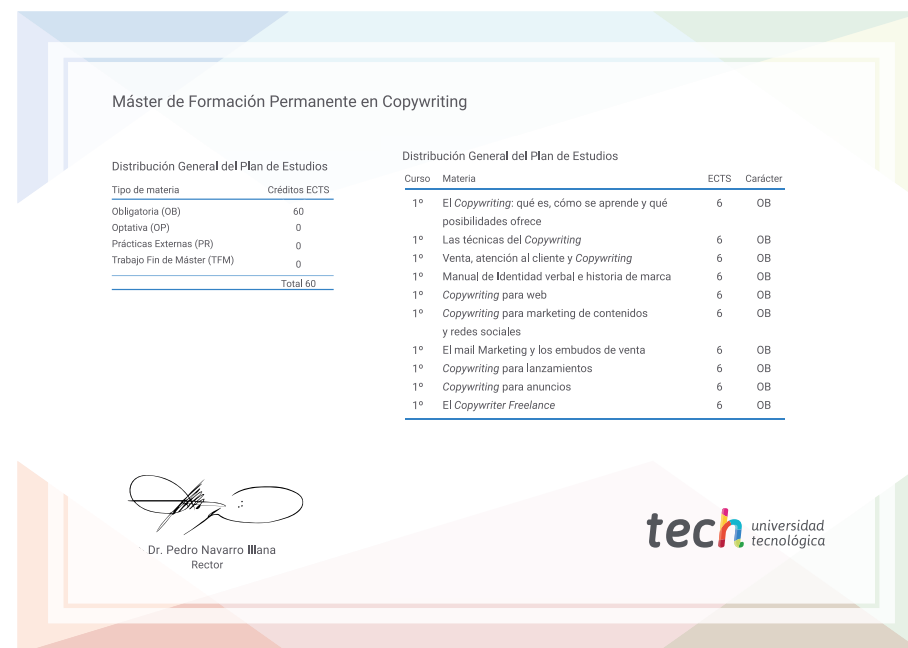 Máster de Formación Permanente en Copywriting
Distribución General del Plan de Estudios
Tipo de materia Créditos ECTS
Obligatoria (OB) 60
Optativa (OP) 0
Prácticas Externas (PR) 0
Trabajo Fin de Máster (TFM) 0
Total 60
Distribución General del Plan de Estudios
Curso Materia ECTS Carácter
1º El Copywriting: qué es, cómo se aprende y qué 6 OB
posibilidades ofrece
1º Las técnicas del Copywriting 6 OB
1º Venta, atención al cliente y Copywriting 6 OB
1º Manual de Identidad verbal e historia de marca 6 OB
1º Copywriting para web 6 OB
1º Copywriting para marketing de contenidos 6 OB
y redes sociales
1º El mail Marketing y los embudos de venta 6 OB
1º Copywriting para lanzamientos 6 OB
1º Copywriting para anuncios 6 OB
1º El Copywriter Freelance 6 OB
Dr. Pedro Navarro Illana
Rector
tech universidad
tecnológica